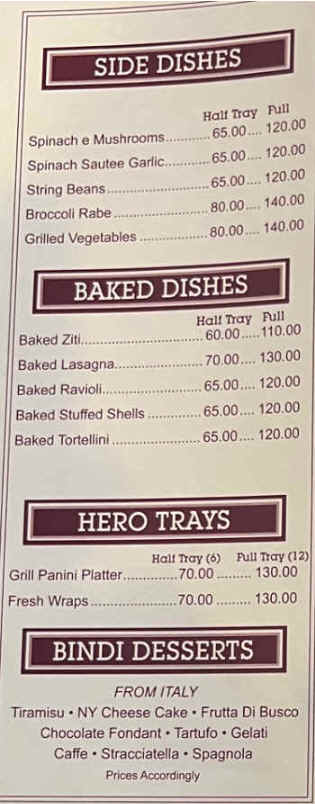 SIDE DISHES
Half Tray Full
Spinach e Mushrooms............ 65.00.... 120.00
Spinach Sautee Garlic............ 65.00.... 120.00
String Beans........................... 65.00.... 120.00
Broccoli Rabe......................... 80.00.... 140.00
Grilled Vegetables.................. 80.00.... 140.00
BAKED DISHES
Half Tray Full
Baked Ziti................................ 60.00.....110.00
Baked Lasagna....................... 70.00.... 130.00
Baked Ravioli.......................... 65.00.... 120.00
Baked Stuffed Shells.............. 65.00.... 120.00
Baked Tortellini....................... 65.00.... 120.00
HERO TRAYS
Half Tray (6) Full Tray (12)
Grill Panini Platter..............70.00......... 130.00
Fresh Wraps.......................70.00......... 130.00
BINDI DESSERTS
FROM ITALY
Tiramisu • NY Cheese Cake • Frutta Di Busco
Chocolate Fondant • Tartufo • Gelati
Caffe • Stracciatella • Spagnola
Prices Accordingly